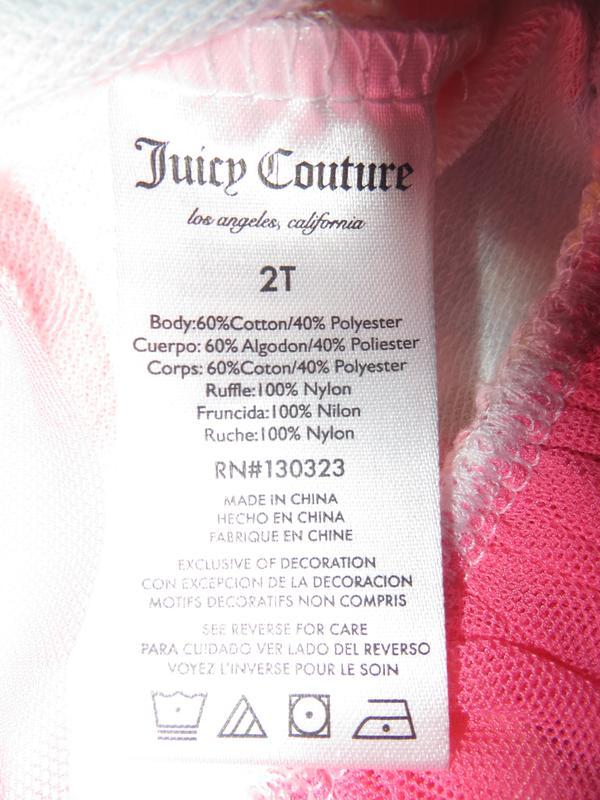 Juicy Couture
los angeles, california
2T
Body:60%Cotton/40% Polyester
Cuerpo: 60% Algodon/40% Poliester
Corps: 60%Coton/40% Polyester
Ruffle:100% Nylon
Fruncida:100% Nilon
Ruche:100% Nylon
RN#130323
MADE IN CHINA
HECHO EN CHINA
FABRIQUE EN CHINE
EXCLUSIVE OF DECORATION
CON EXCEPCION DE LA DECORACION
MOTIFS DECORATIFS NON COMPRIS
SEE REVERSE FOR CARE
PARA CUIDADO VER LADO DEL REVERSO
VOYEZ L'INVERSE POUR LE SOIN